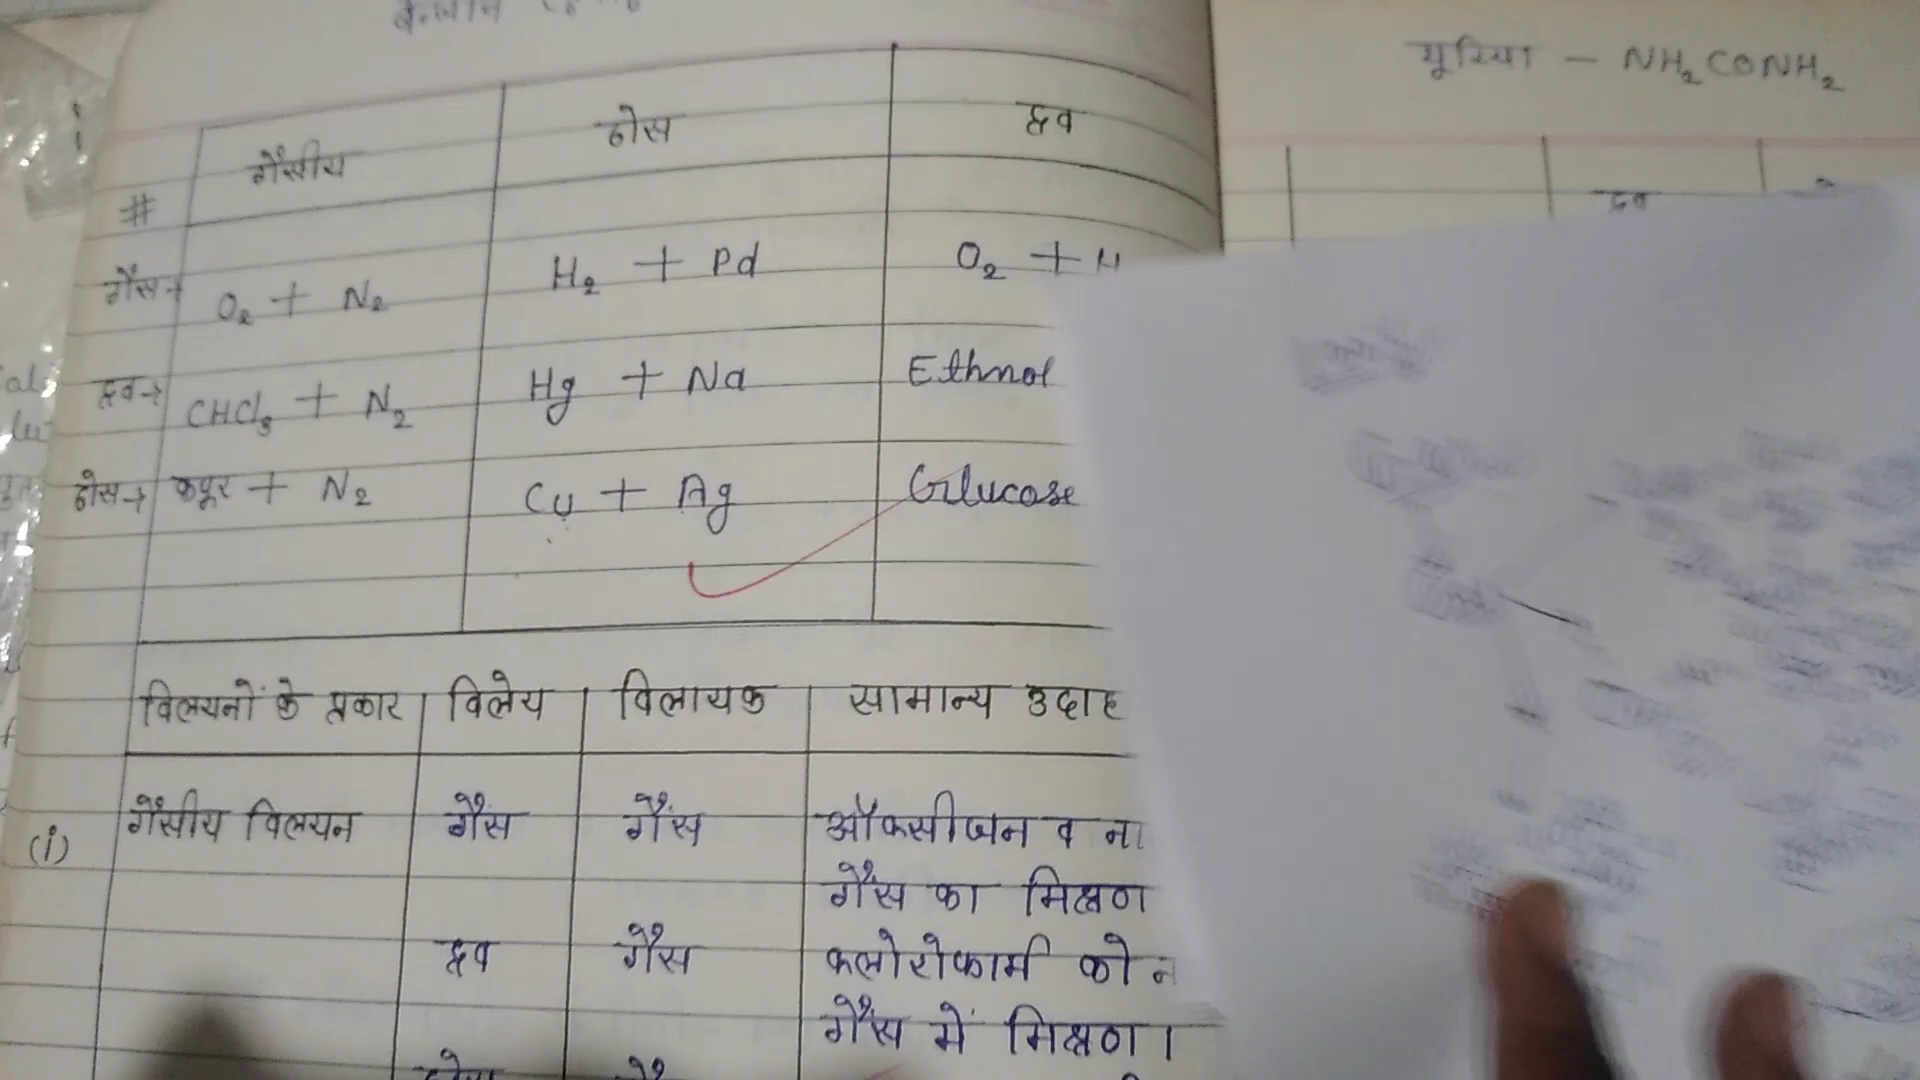 यूरिया - NH₂CONH₂
# गैसीय ठोस द्रव
गैस→ O₂ + N₂ H₂ + Pd O₂ +
द्रव→ CHCl₃ + N₂ Hg + Na Ethnol
ठोस→ कपूर + N₂ Cu + Ag Glucose
द्रव
विलयनों के प्रकार विलेय विलायक सामान्य उदाह
(i) गैसीय विलयन गैस गैस ऑक्सीजन व ना
गैस का मिश्रण
द्रव गैस क्लोरोफार्म को न
गैस में मिश्रण।